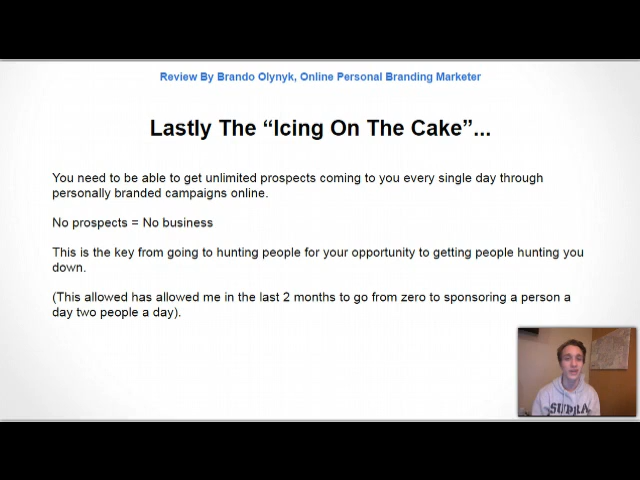 Review By Brando Olynyk, Online Personal Branding Marketer
Lastly The “Icing On The Cake”...
You need to be able to get unlimited prospects coming to you every single day through
personally branded campaigns online.
No prospects = No business
This is the key from going to hunting people for your opportunity to getting people hunting you
down.
(This allowed has allowed me in the last 2 months to go from zero to sponsoring a person a
day two people a day).
SUPRA